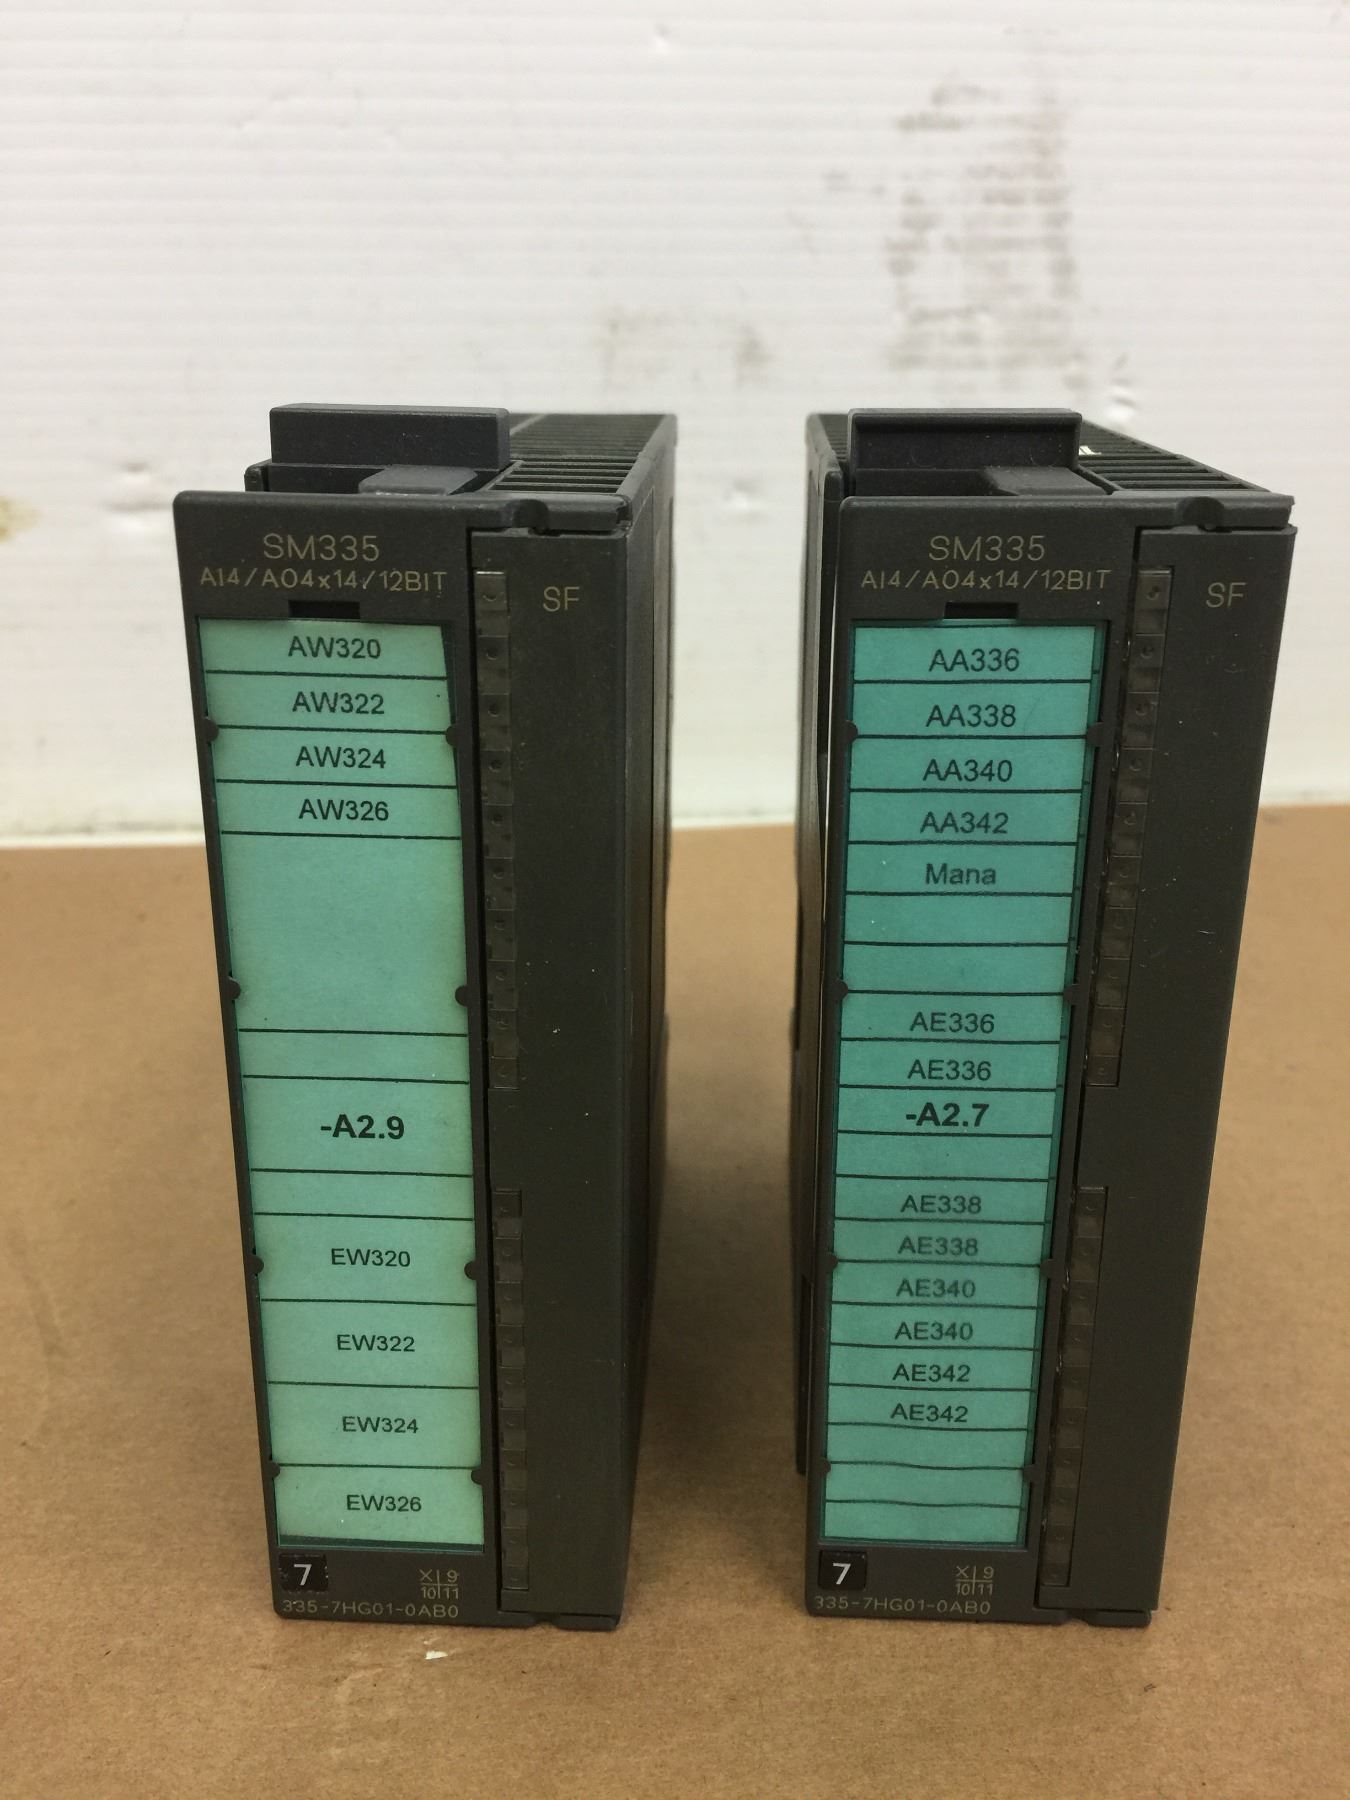 SM335
AI4/AO4x14/12BIT
SF
AW320
AW322
AW324
AW326
-A2.9
EW320
EW322
EW324
EW326
7
X 9
10 11
335-7HG01-0AB0
SM335
AI4/AO4x14/12BIT
SF
AA336
AA338
AA340
AA342
Mana
AE336
AE336
-A2.7
AE338
AE338
AE340
AE340
AE342
AE342
7
X 9
10 11
335-7HG01-0AB0